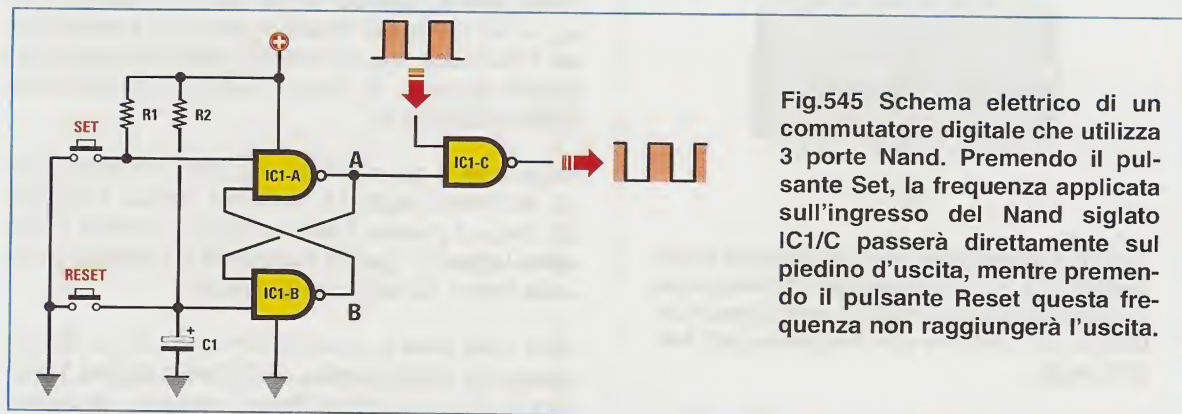 +
SET
R1
R2
IC1-A
A
IC1-C
RESET
IC1-B
B
+
C1
Fig.545 Schema elettrico di un
commutatore digitale che utilizza
3 porte Nand. Premendo il pul-
sante Set, la frequenza applicata
sull'ingresso del Nand siglato
IC1/C passerà direttamente sul
piedino d'uscita, mentre premen-
do il pulsante Reset questa fre-
quenza non raggiungerà l'uscita.